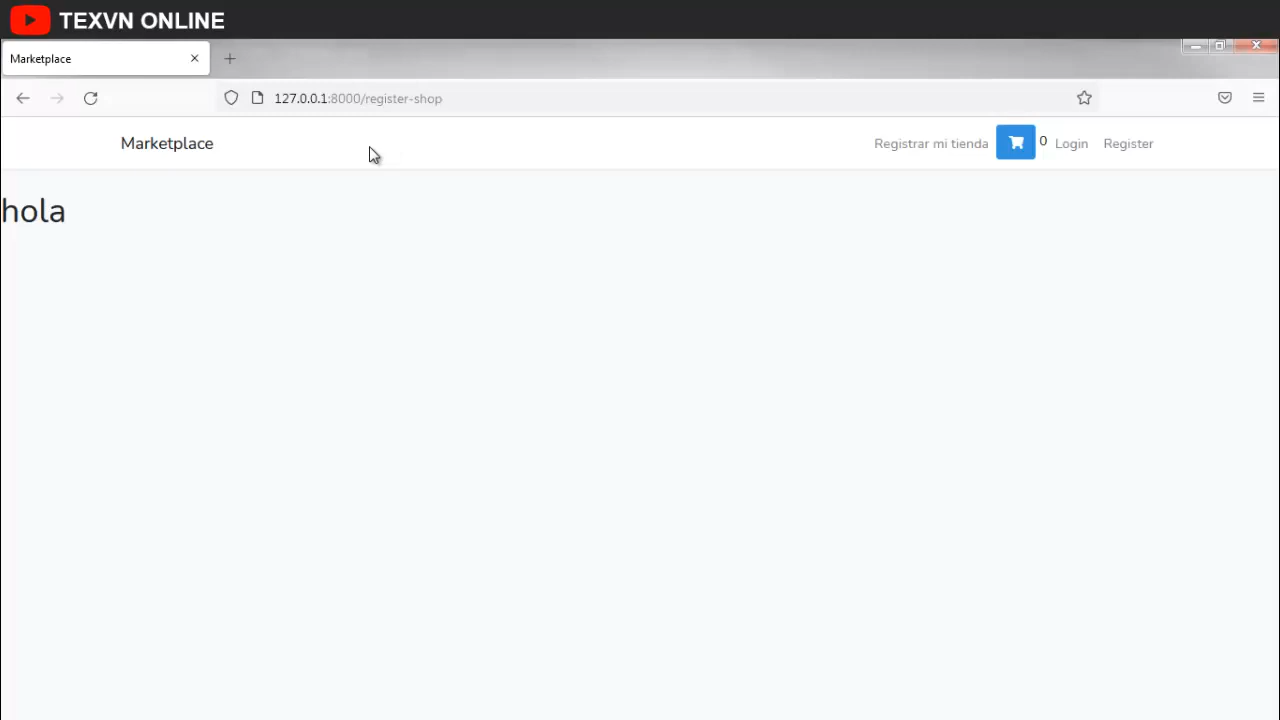 TEXVN ONLINE
Marketplace
127.0.0.1:8000/register-shop
Marketplace
Registrar mi tienda
0
Login
Register
hola